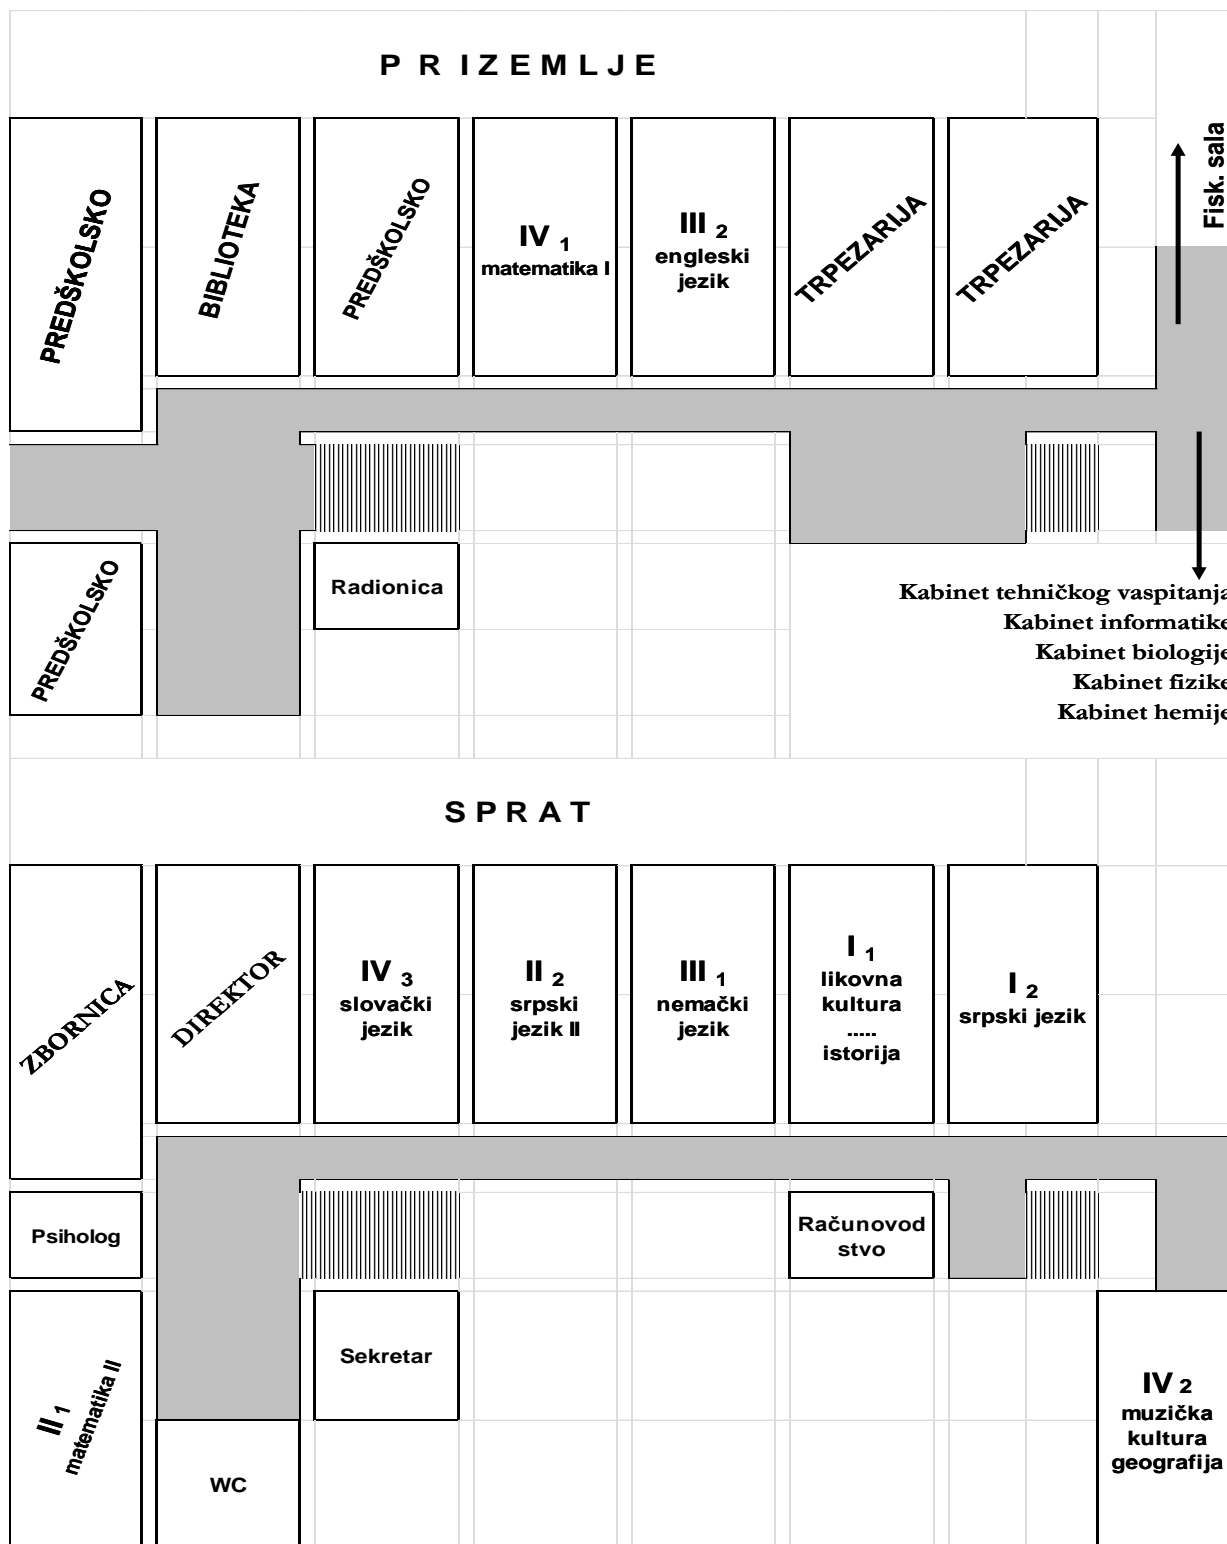 P R I Z E M L J E
PREDŠKOLSKO
BIBLIOTEKA
PREDŠKOLSKO
IV 1
matematika I
III 2
engleski
jezik
TRPEZARIJA
TRPEZARIJA
Fisk. sala
PREDŠKOLSKO
Radionica
Kabinet tehničkog vaspitanja
Kabinet informatike
Kabinet biologije
Kabinet fizike
Kabinet hemije
S P R A T
ZBORNICA
DIREKTOR
IV 3
slovački
jezik
II 2
srpski
jezik II
III 1
nemački
jezik
I 1
likovna
kultura
.....
istorija
I 2
srpski jezik
Psiholog
Računovod
stvo
II 1
matematika II
Sekretar
WC
IV 2
muzička
kultura
geografija